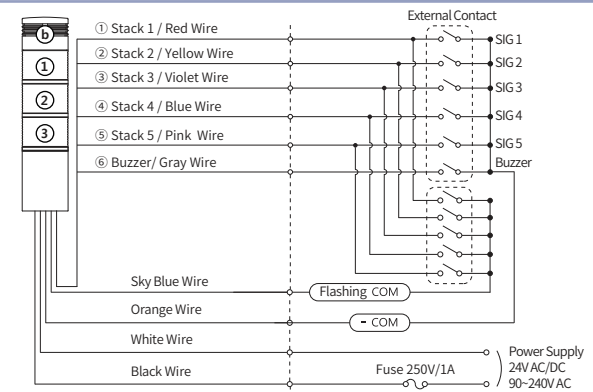 External Contact
b
① Stack 1 / Red Wire
SIG 1
② Stack 2 / Yellow Wire
SIG 2
1
③ Stack 3 / Violet Wire
SIG 3
2
④ Stack 4 / Blue Wire
SIG 4
3
⑤ Stack 5 / Pink Wire
SIG 5
⑥ Buzzer/ Gray Wire
Buzzer
Sky Blue Wire
Flashing COM
Orange Wire
- COM
White Wire
Power Supply
24V AC/DC
90~240V AC
Black Wire
Fuse 250V/1A